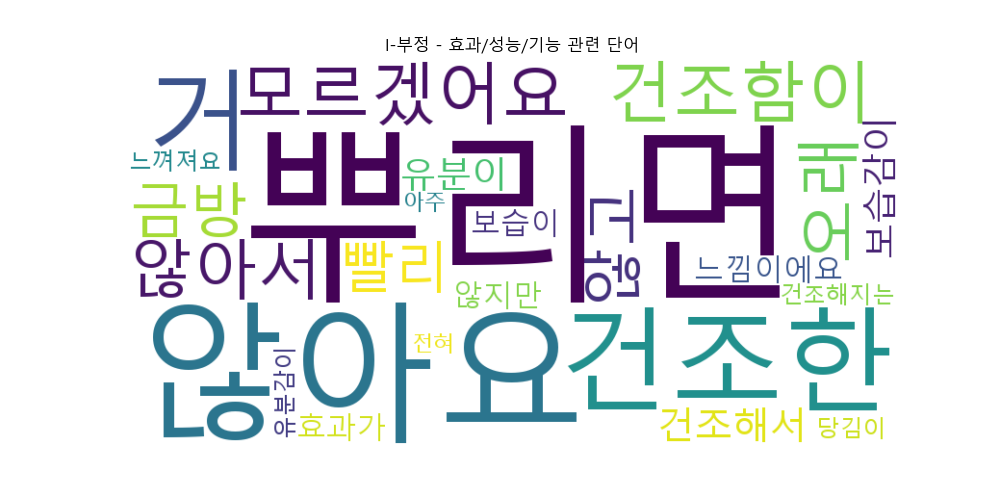 I-부정 - 효과/성능/기능 관련 단어
거
모르겠어요
건조함이
뿌리면
느껴져요
유분이
오래
보습감이
금방
아주
보습이
고현
않아서
빨리
느낌이에요
않지만
건조해지는
않아요
건조한
전혀
유분감이
효과가
건조해서
당김이